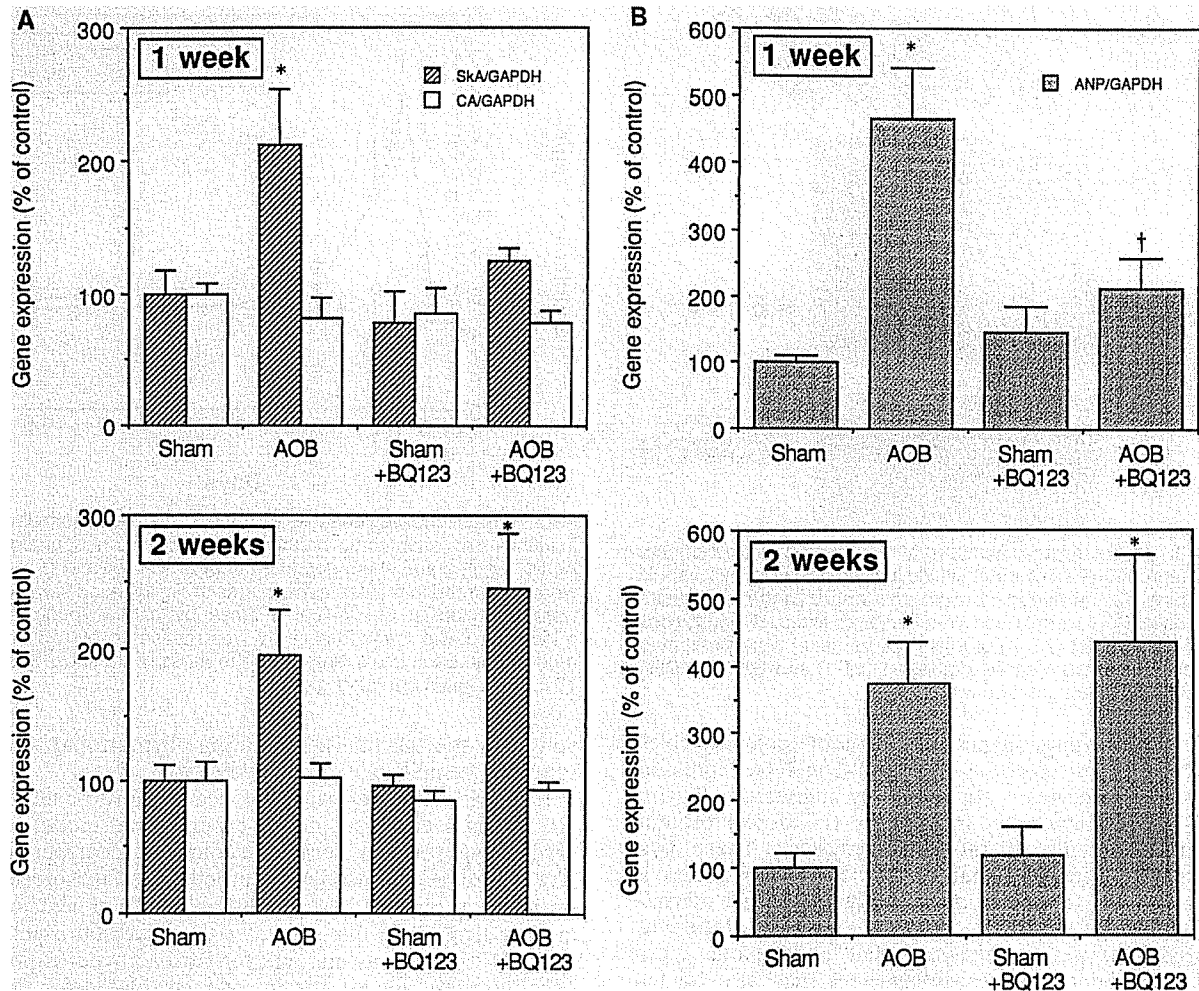 A
Gene expression (% of control)
300
200
100
0
1 week
*
SkA/GAPDH
CA/GAPDH
Sham
AOB
Sham
+BQ123
AOB
+BQ123
B
Gene expression (% of control)
600
500
400
300
200
100
0
1 week
*
†
ANP/GAPDH
Sham
AOB
Sham
+BQ123
AOB
+BQ123
Gene expression (% of control)
300
200
100
0
2 weeks
*
*
Sham
AOB
Sham
+BQ123
AOB
+BQ123
Gene expression (% of control)
600
500
400
300
200
100
0
2 weeks
*
*
Sham
AOB
Sham
+BQ123
AOB
+BQ123